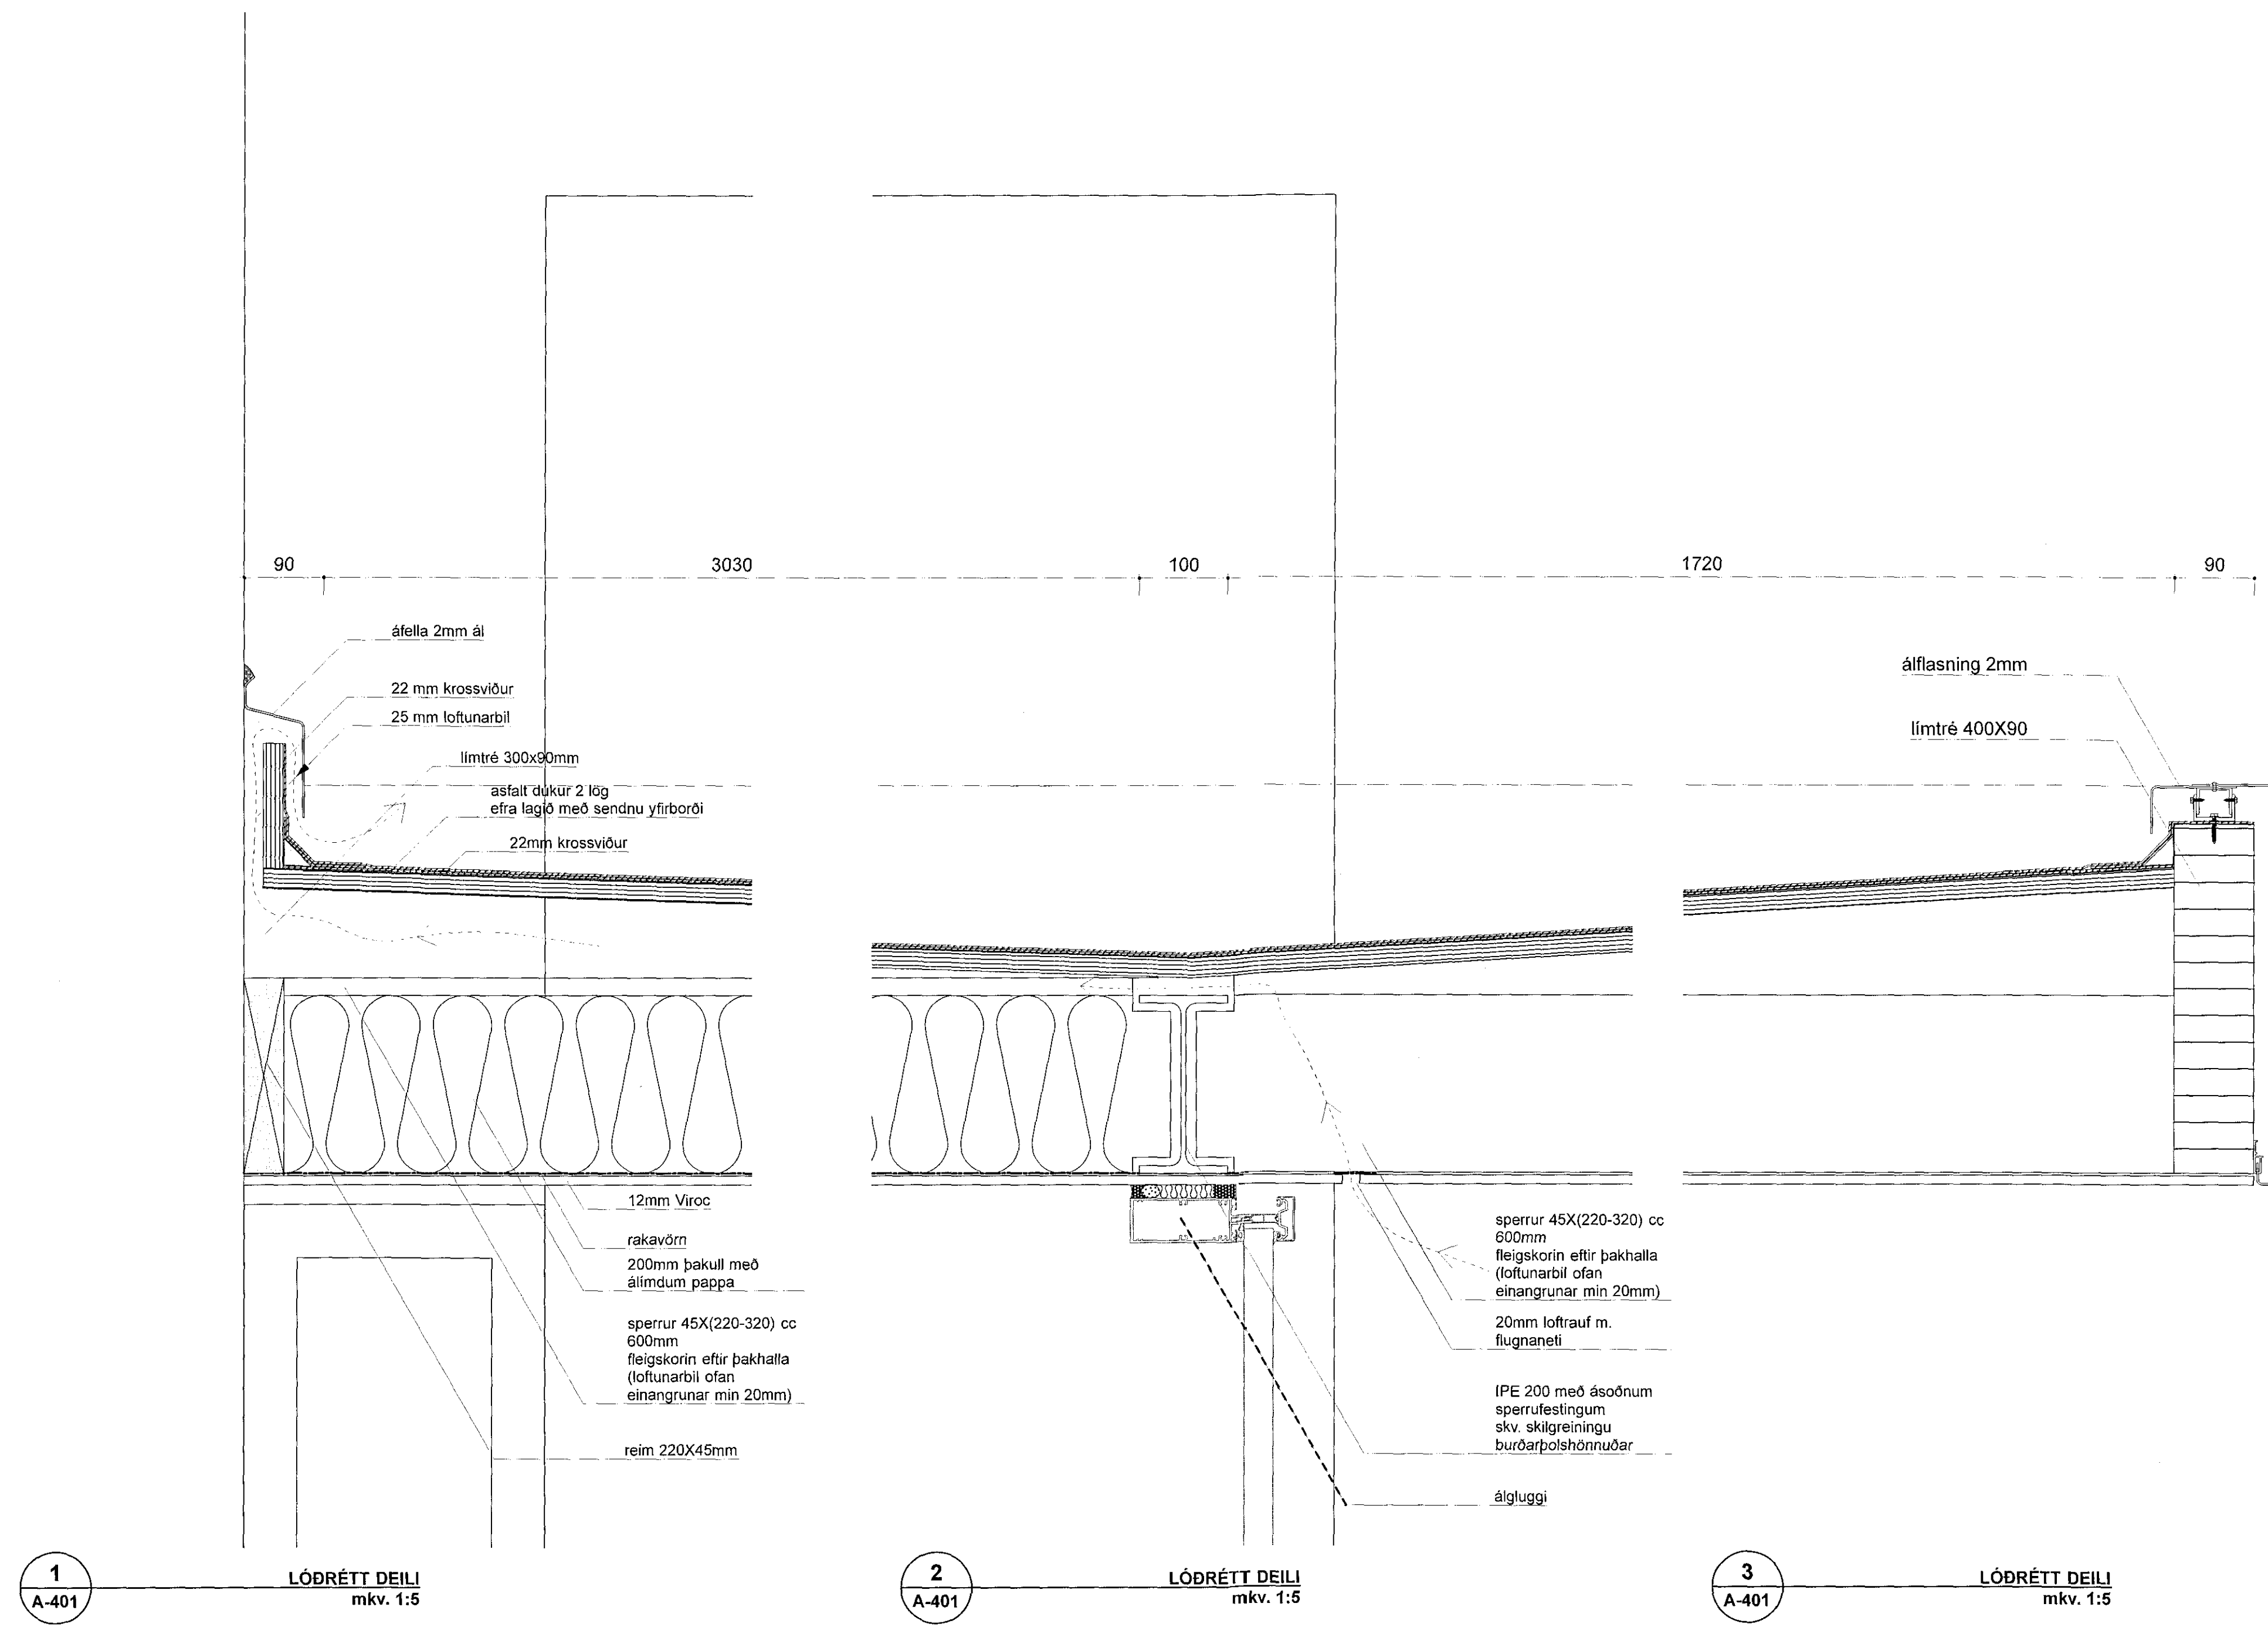 90
3030
100
1720
90
áfella 2mm ál
22 mm krossviður
25 mm loftunarbil
límtré 300x90mm
asfalt dúkur 2 lög
efra lagið með sendnu yfirborði
22mm krossviður
álflasning 2mm
límtré 400X90
12mm Viroc
rakavörn
200mm þakull með
álímdum pappa
sperrur 45X(220-320) cc
600mm
fleigskorin eftir þakhalla
(loftunarbil ofan
einangrunar min 20mm)
reim 220X45mm
sperrur 45X(220-320) cc
600mm
fleigskorin eftir þakhalla
(loftunarbil ofan
einangrunar min 20mm)
20mm loftrauf m.
flugnaneti
IPE 200 með ásoðnum
sperrufestingum
skv. skilgreiningu
burðarþolshönnuðar
álgluggi
1
A-401
LÓÐRÉTT DEILI
mkv. 1:5
2
A-401
LÓÐRÉTT DEILI
mkv. 1:5
3
A-401
LÓÐRÉTT DEILI
mkv. 1:5